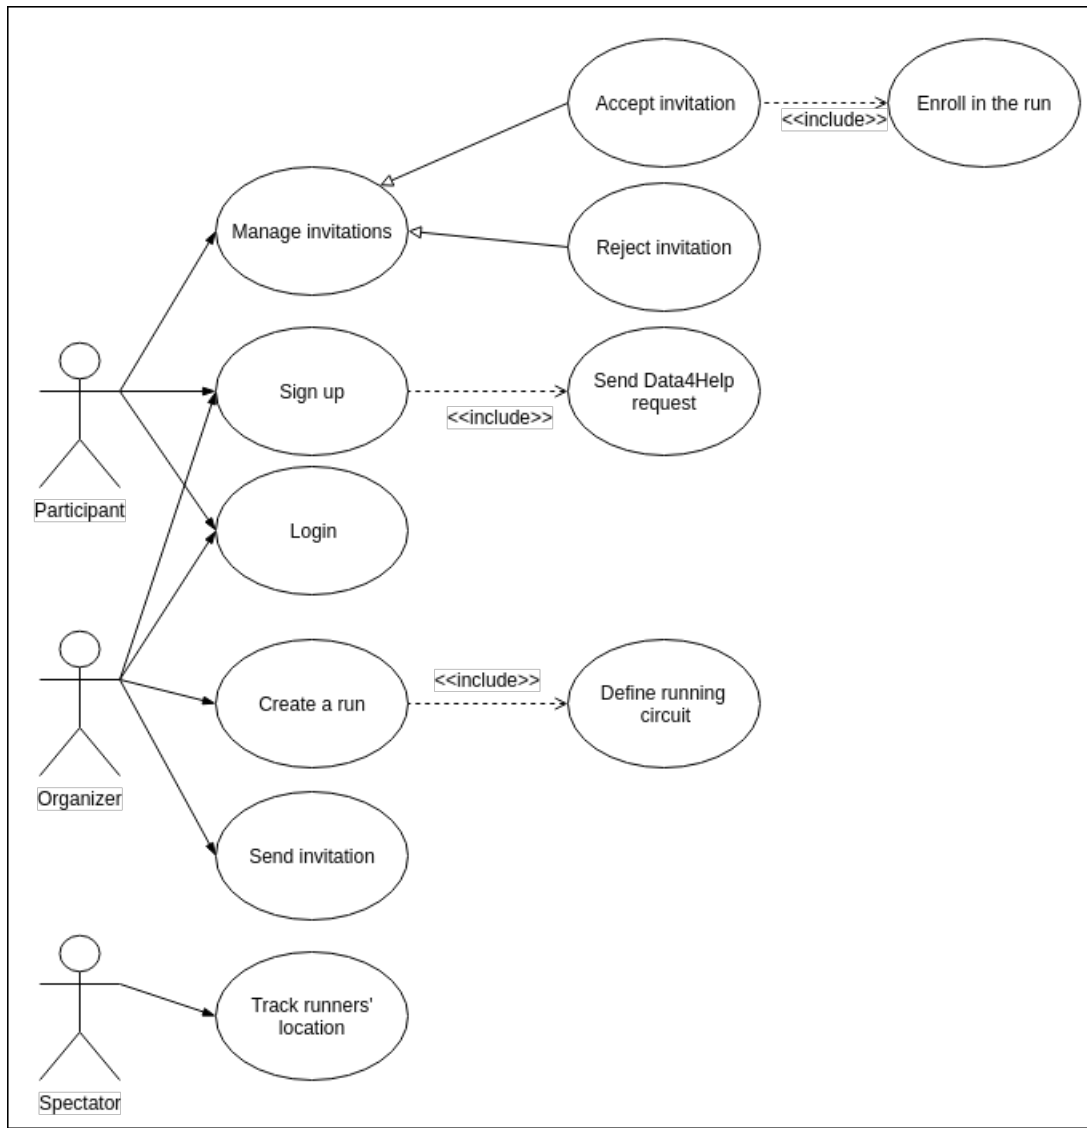 Accept invitation
<<include>>
Enroll in the run
Manage invitations
Reject invitation
Participant
Sign up
<<include>>
Send Data4Help
request
Login
Organizer
Create a run
<<include>>
Define running
circuit
Send invitation
Spectator
Track runners'
location